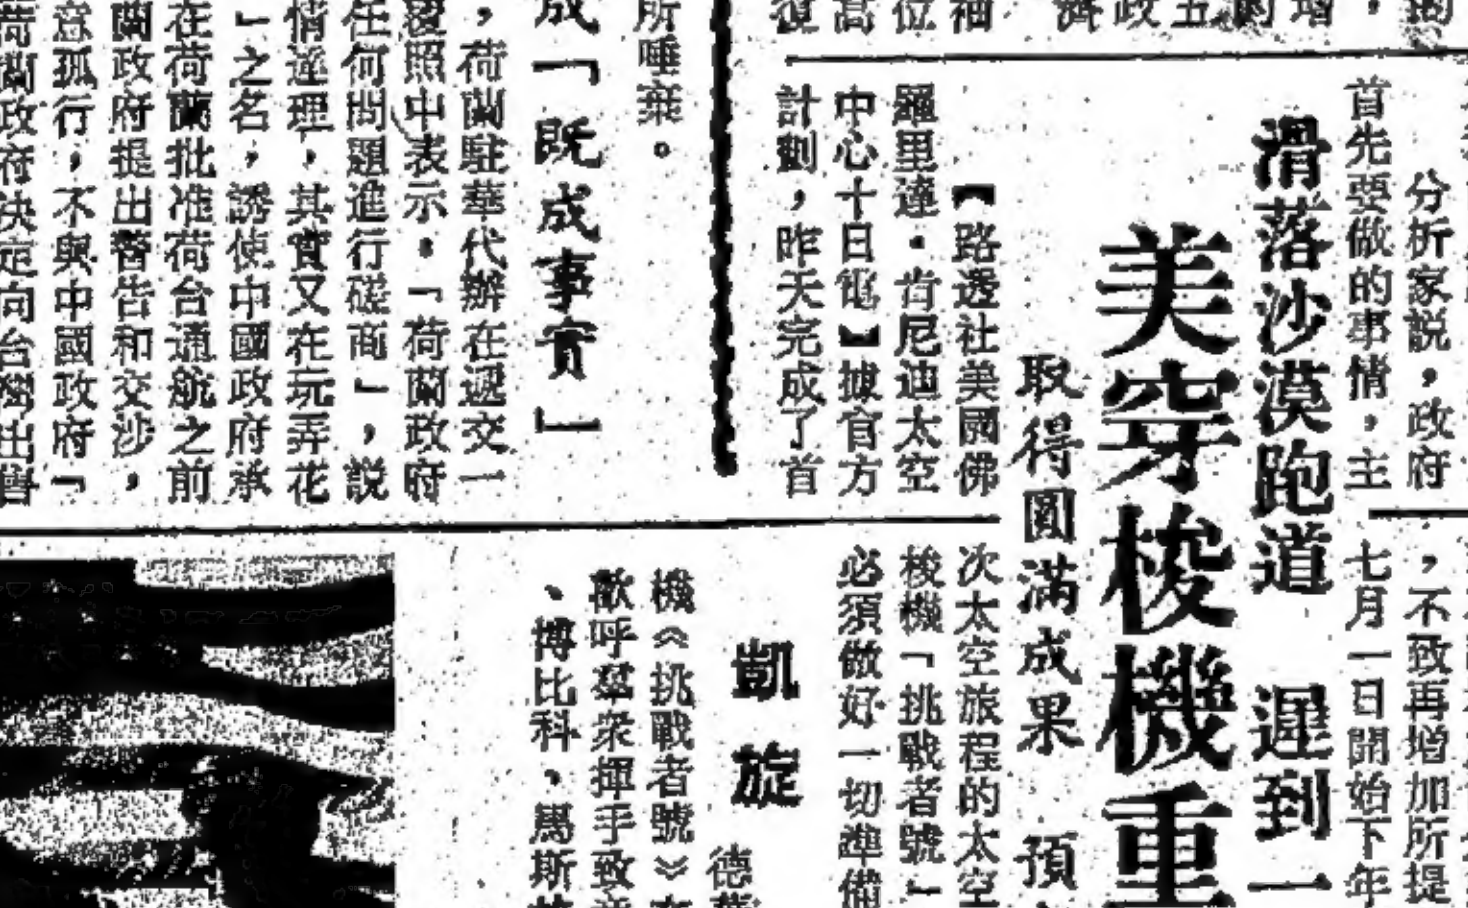 分析家説，政府
首先要做的事情，主
，不致再增加所提
七月一日開始下年
滑落沙漠跑道　遲到一
美穿梭機重
取得圓滿成果　預
【路透社美國佛
羅里達·肯尼迪太空
中心十日電】據官方
計劃，昨天完成了首
次太空旅程的太空
梭機「挑戰者號」
必須做好一切準備
凱旋
德
機《挑戰者號》
歡呼羣衆揮手致
、博比科、馬斯
所唾棄。
成「既成事實」
，荷蘭駐華代辦在遞交一
覆照中表示·「荷蘭政府
任何問題進行磋商」，説
情達理，其實又在玩弄花
」之名，誘使中國政府承
在荷蘭批准荷台通航之前
蘭政府提出警告和交沙，
意孤行，不與中國政府「
荷蘭政府決定向台灣出售